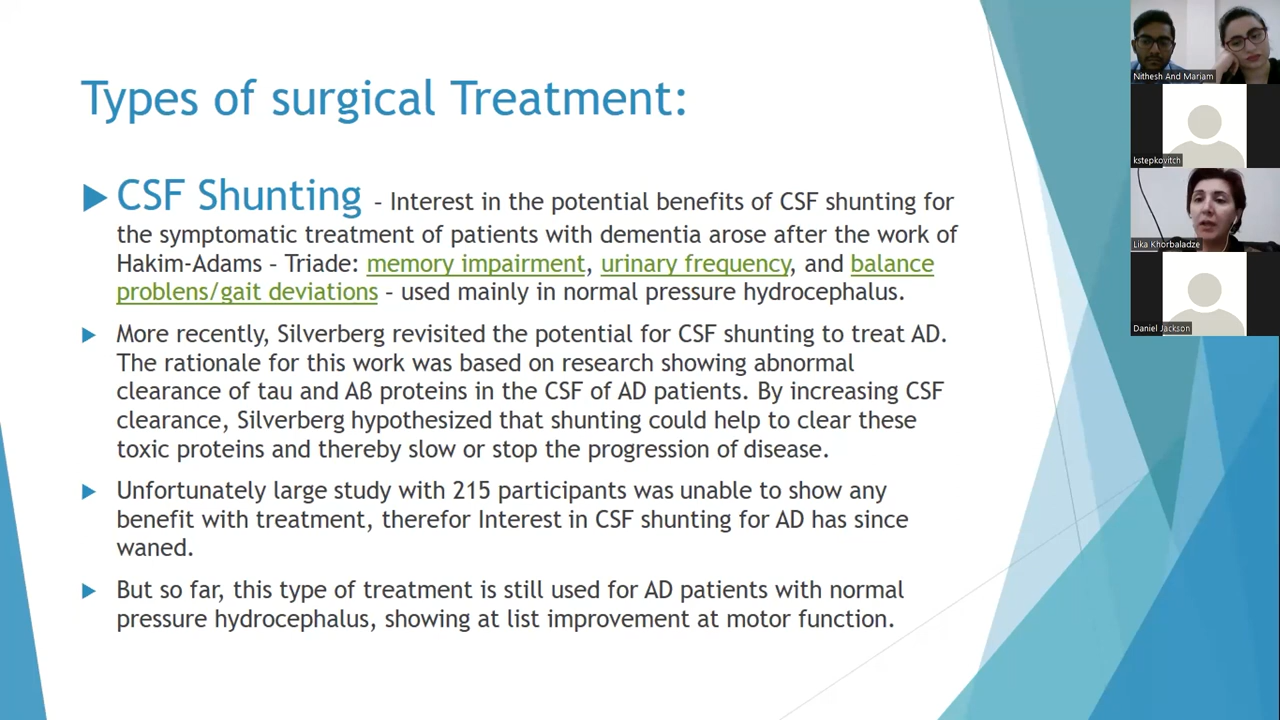 Types of surgical Treatment:
CSF Shunting – Interest in the potential benefits of CSF shunting for
the symptomatic treatment of patients with dementia arose after the work of
Hakim-Adams – Triade: memory impairment, urinary frequency, and balance
problens/gait deviations – used mainly in normal pressure hydrocephalus.
More recently, Silverberg revisited the potential for CSF shunting to treat AD.
The rationale for this work was based on research showing abnormal
clearance of tau and Aß proteins in the CSF of AD patients. By increasing CSF
clearance, Silverberg hypothesized that shunting could help to clear these
toxic proteins and thereby slow or stop the progression of disease.
Unfortunately large study with 215 participants was unable to show any
benefit with treatment, therefor Interest in CSF shunting for AD has since
waned.
But so far, this type of treatment is still used for AD patients with normal
pressure hydrocephalus, showing at list improvement at motor function.
Nithesh And Mariam
kstepkovitch
Lika Khorbaladze
Daniel Jackson